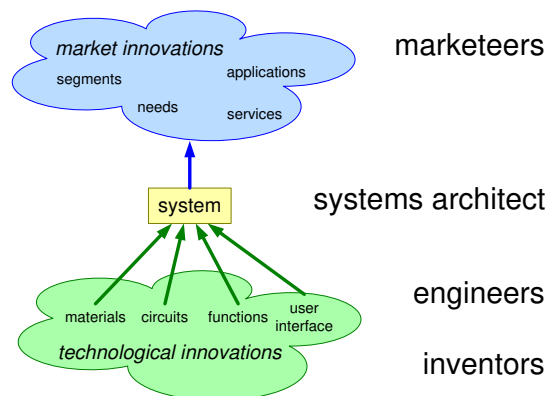 market innovations
marketeers
segments
applications
needs
services
system
systems architect
materials
circuits
functions
user
interface
engineers
technological innovations
inventors